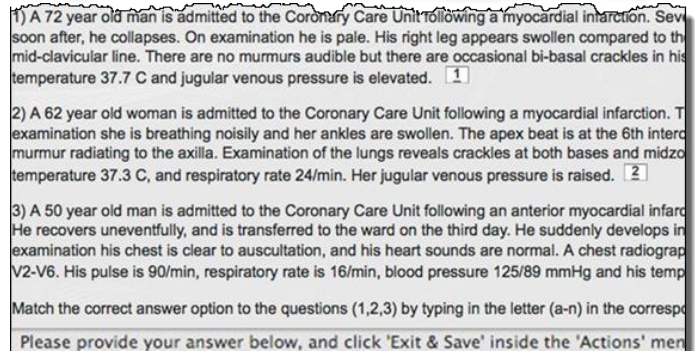 1) A 72 year old man is admitted to the Coronary Care Unit following a myocardial infarction.
soon after, he collapses. On examination he is pale. His right leg appears swollen compared to
mid-clavicular line. There are no murmurs audible but there are occasional bi-basal crackles in his
temperature 37.7 C and jugular venous pressure is elevated. 1
2) A 62 year old woman is admitted to the Coronary Care Unit following a myocardial infarction. T
examination she is breathing noisily and her ankles are swollen. The apex beat is at the 6th
murmur radiating to the axilla. Examination of the lungs reveals crackles at both bases and
temperature 37.3 C, and respiratory rate 24/min. Her jugular venous pressure is raised. 2
3) A 50 year old man is admitted to the Coronary Care Unit following an anterior myocardial
He recovers uneventfully, and is transferred to the ward on the third day. He suddenly develops in
examination his chest is clear to auscultation, and his heart sounds are normal. A chest
V2-V6. His pulse is 90/min, respiratory rate is 16/min, blood pressure 125/89 mmHg and his
Match the correct answer option to the questions (1,2,3) by typing in the letter (a-n) in the
Please provide your answer below, and click 'Exit & Save' inside the 'Actions'